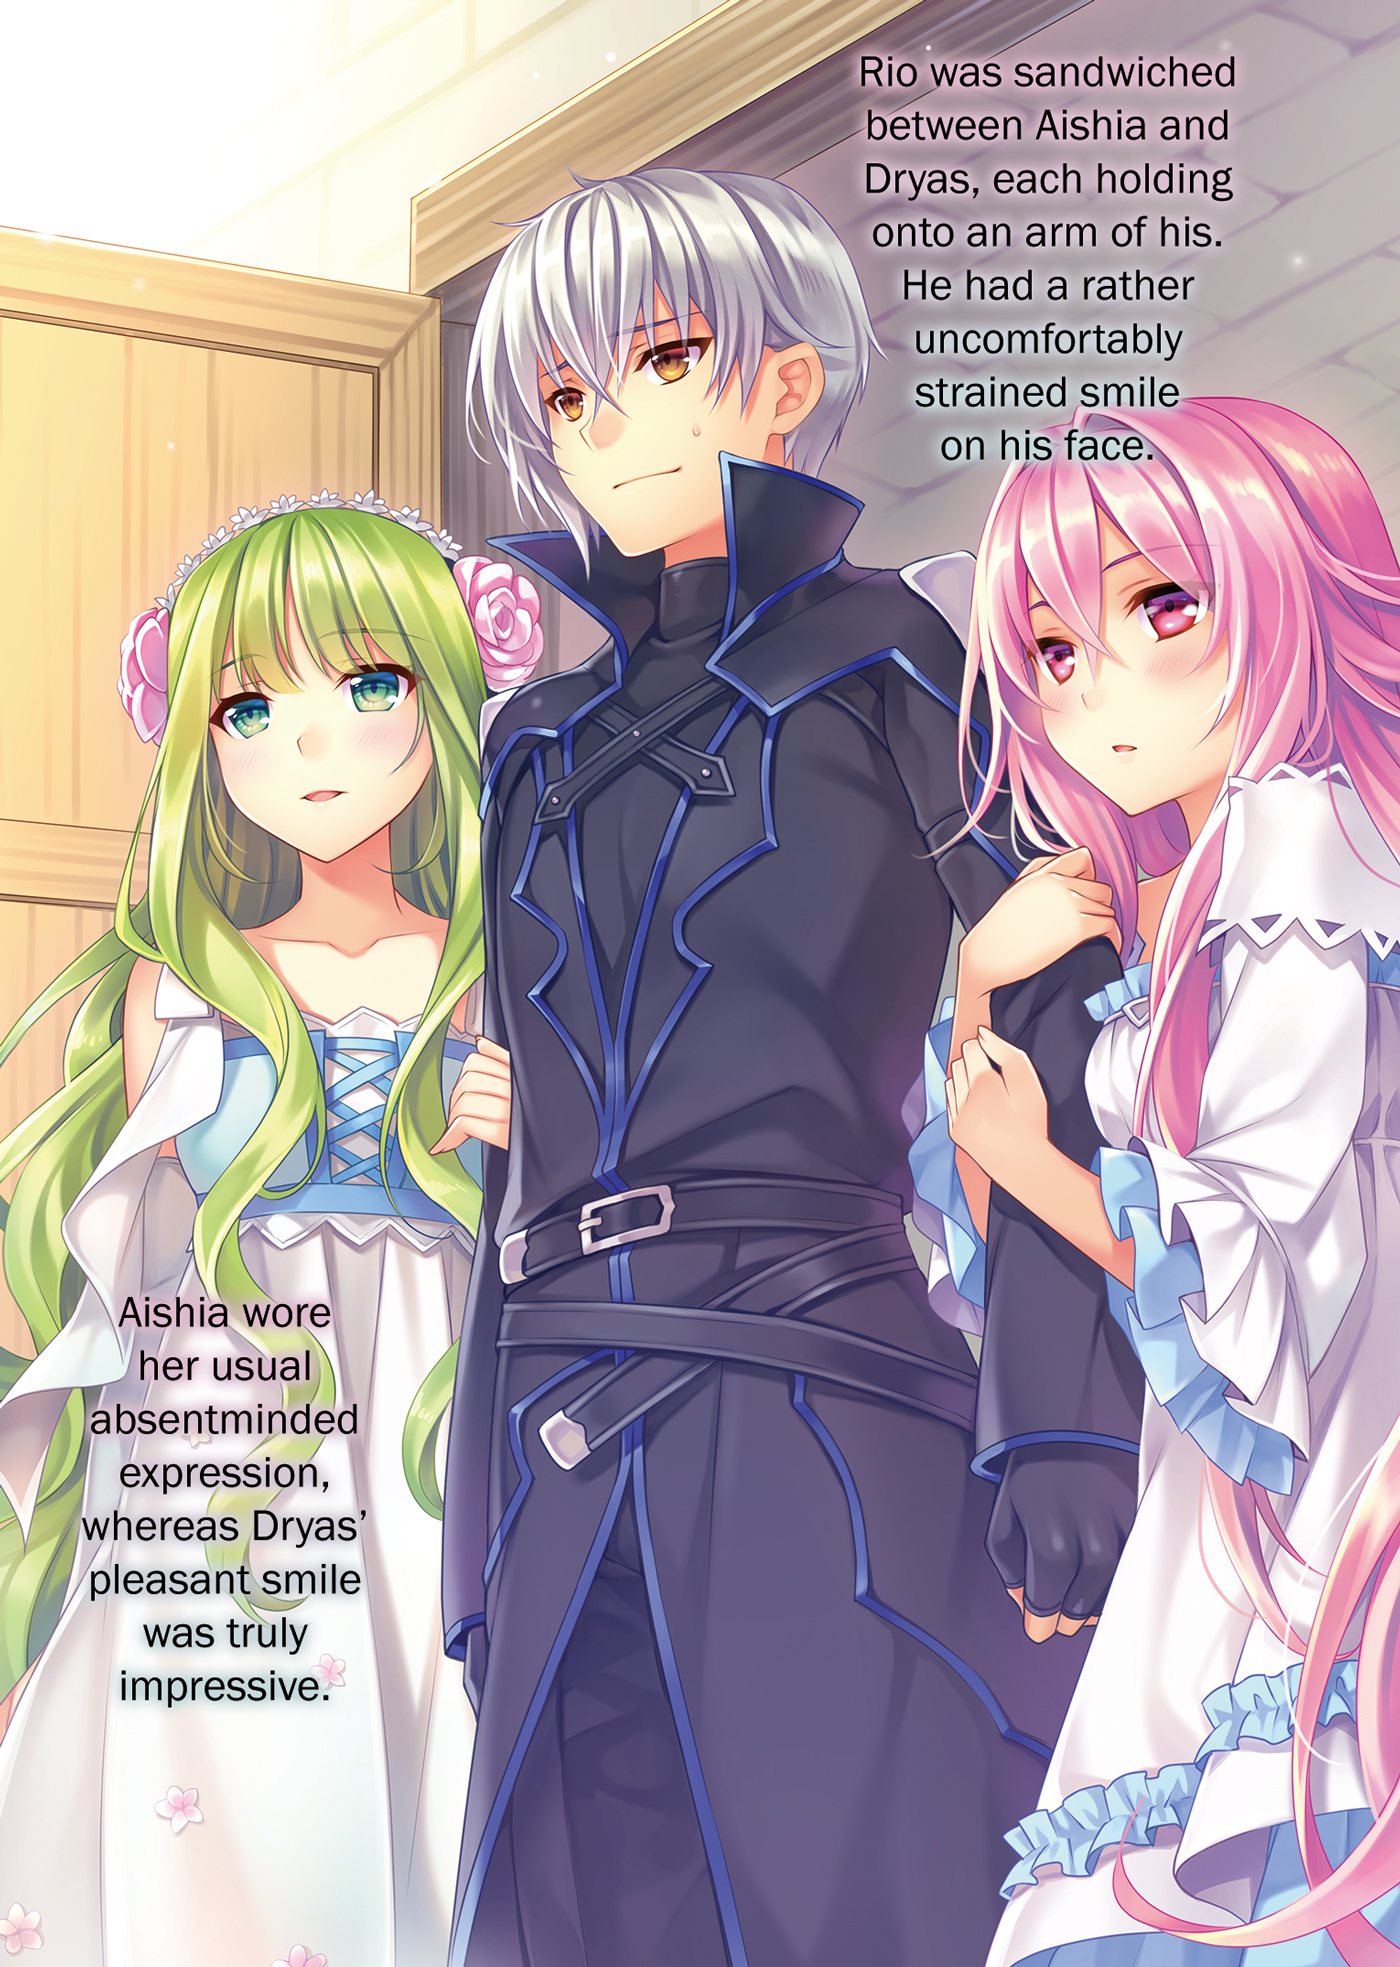 Rio was sandwiched
between Aishia and
Dryas, each holding
onto an arm of his.
He had a rather
uncomfortably
strained smile
on his face.
Aishia wore
her usual
absentminded
expression,
whereas Dryas’
pleasant smile
was truly
impressive.